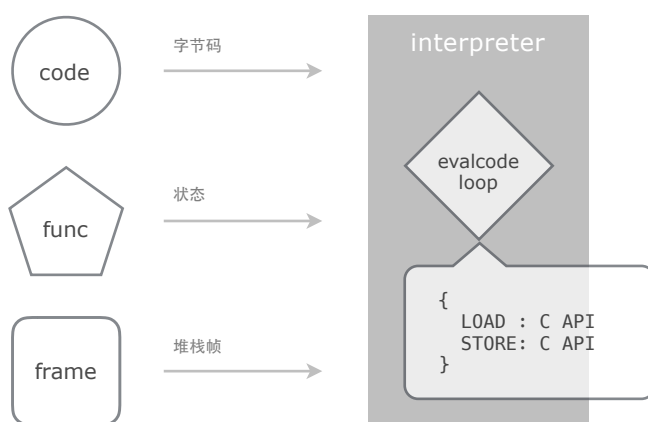 code
字节码
interpreter
evalcode
loop
func
状态
{
LOAD : C API
STORE: C API
}
frame
堆栈帧